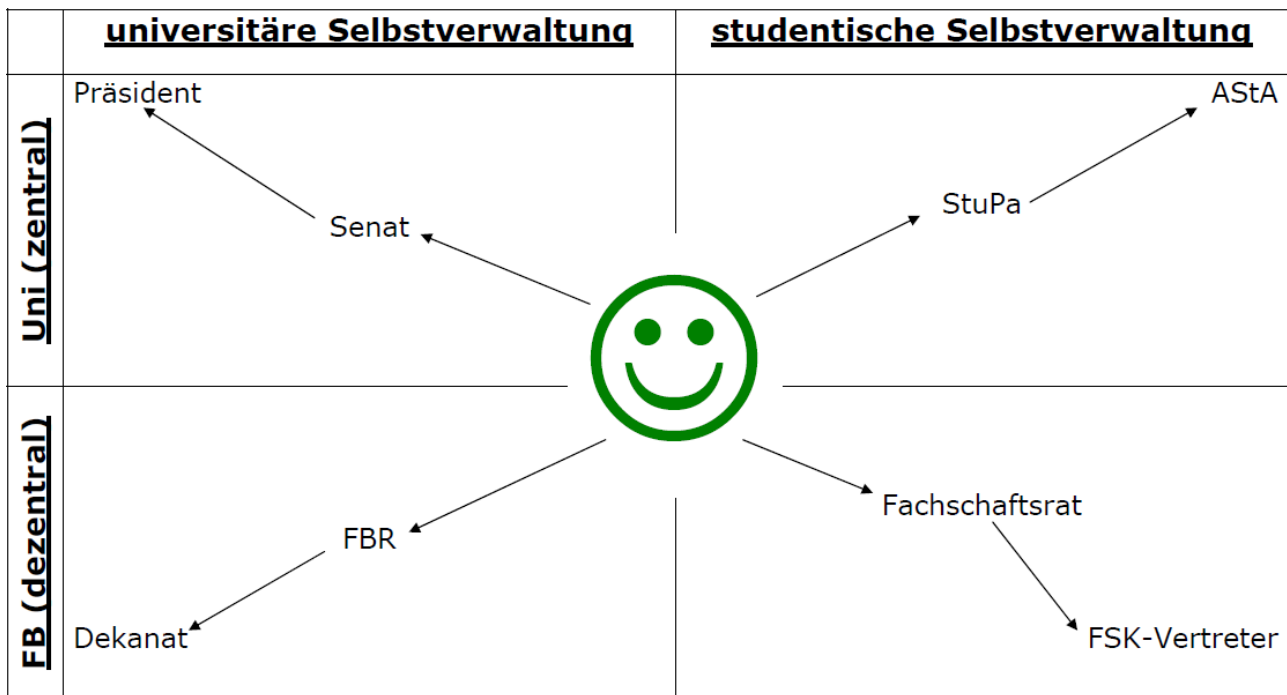 universitäre Selbstverwaltung
studentische Selbstverwaltung
Uni (zentral)
Präsident
Senat
AStA
StuPa
FB (dezentral)
FBR
Dekanat
Fachschaftsrat
FSK-Vertreter